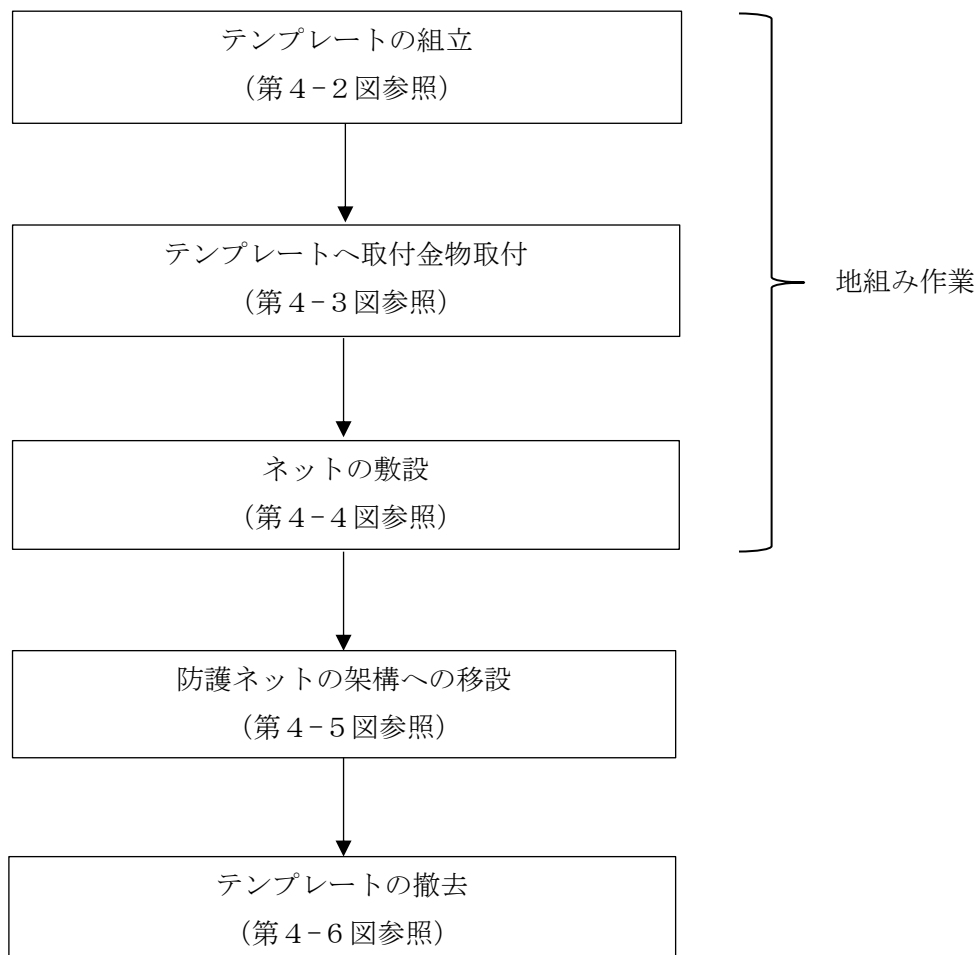 テンプレートの組立
（第４-２図参照）
テンプレートへ取付金物取付
（第４-３図参照）
地組み作業
ネットの敷設
（第４-４図参照）
防護ネットの架構への移設
（第４-５図参照）
テンプレートの撤去
（第４-６図参照）